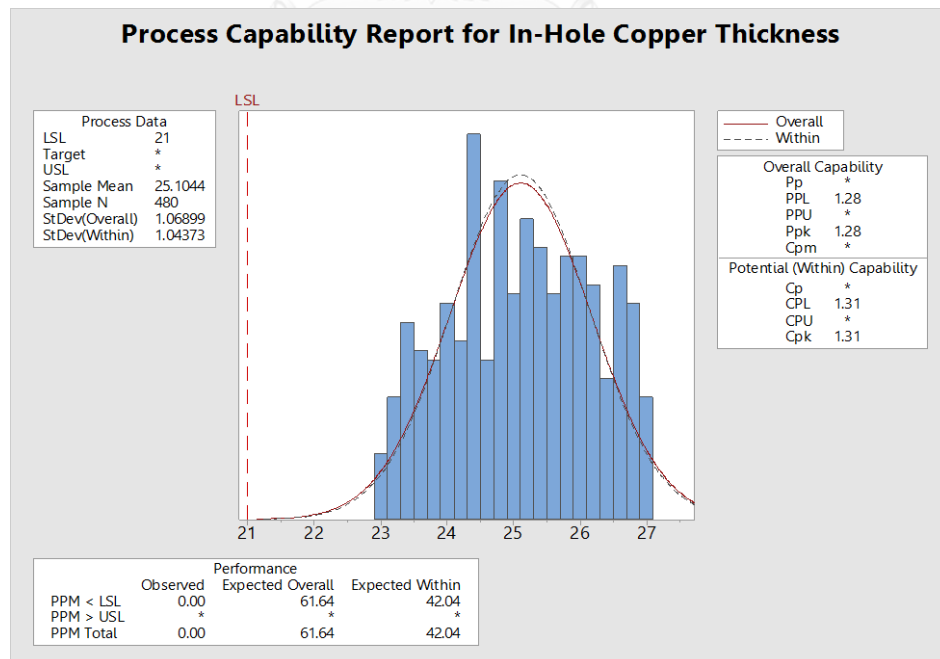 Process Capability Report for In-Hole Copper Thickness
LSL
Process Data
LSL 21
Target *
USL *
Sample Mean 25.1044
Sample N 480
StDev(Overall) 1.06899
StDev(Within) 1.04373
Overall
Within
Overall Capability
Pp *
PPL 1.28
PPU *
Ppk 1.28
Cpm *
Potential (Within) Capability
Cp *
CPL 1.31
CPU *
Cpk 1.31
21 22 23 24 25 26 27
Performance
Observed Expected Overall Expected Within
PPM < LSL 0.00 61.64 42.04
PPM > USL * * *
PPM Total 0.00 61.64 42.04